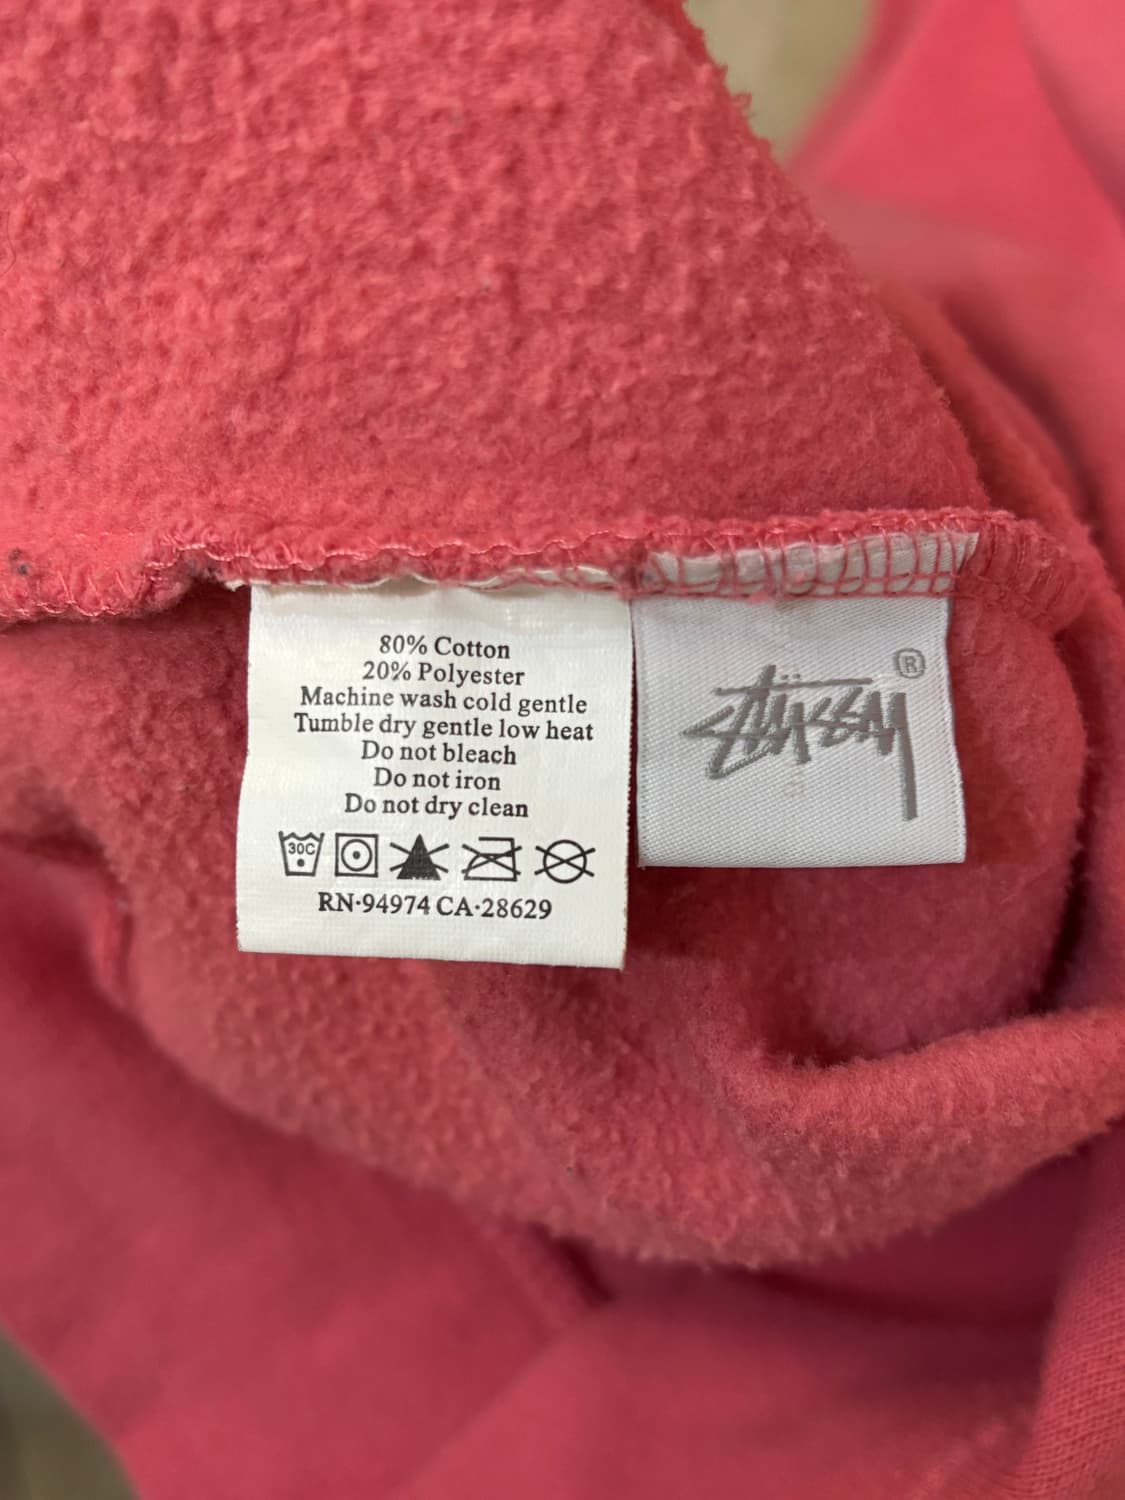 80% Cotton
20% Polyester
Machine wash cold gentle
Tumble dry gentle low heat
Do not bleach
Do not iron
Do not dry clean
30C
RN·94974 CA·28629
Stüssy ®